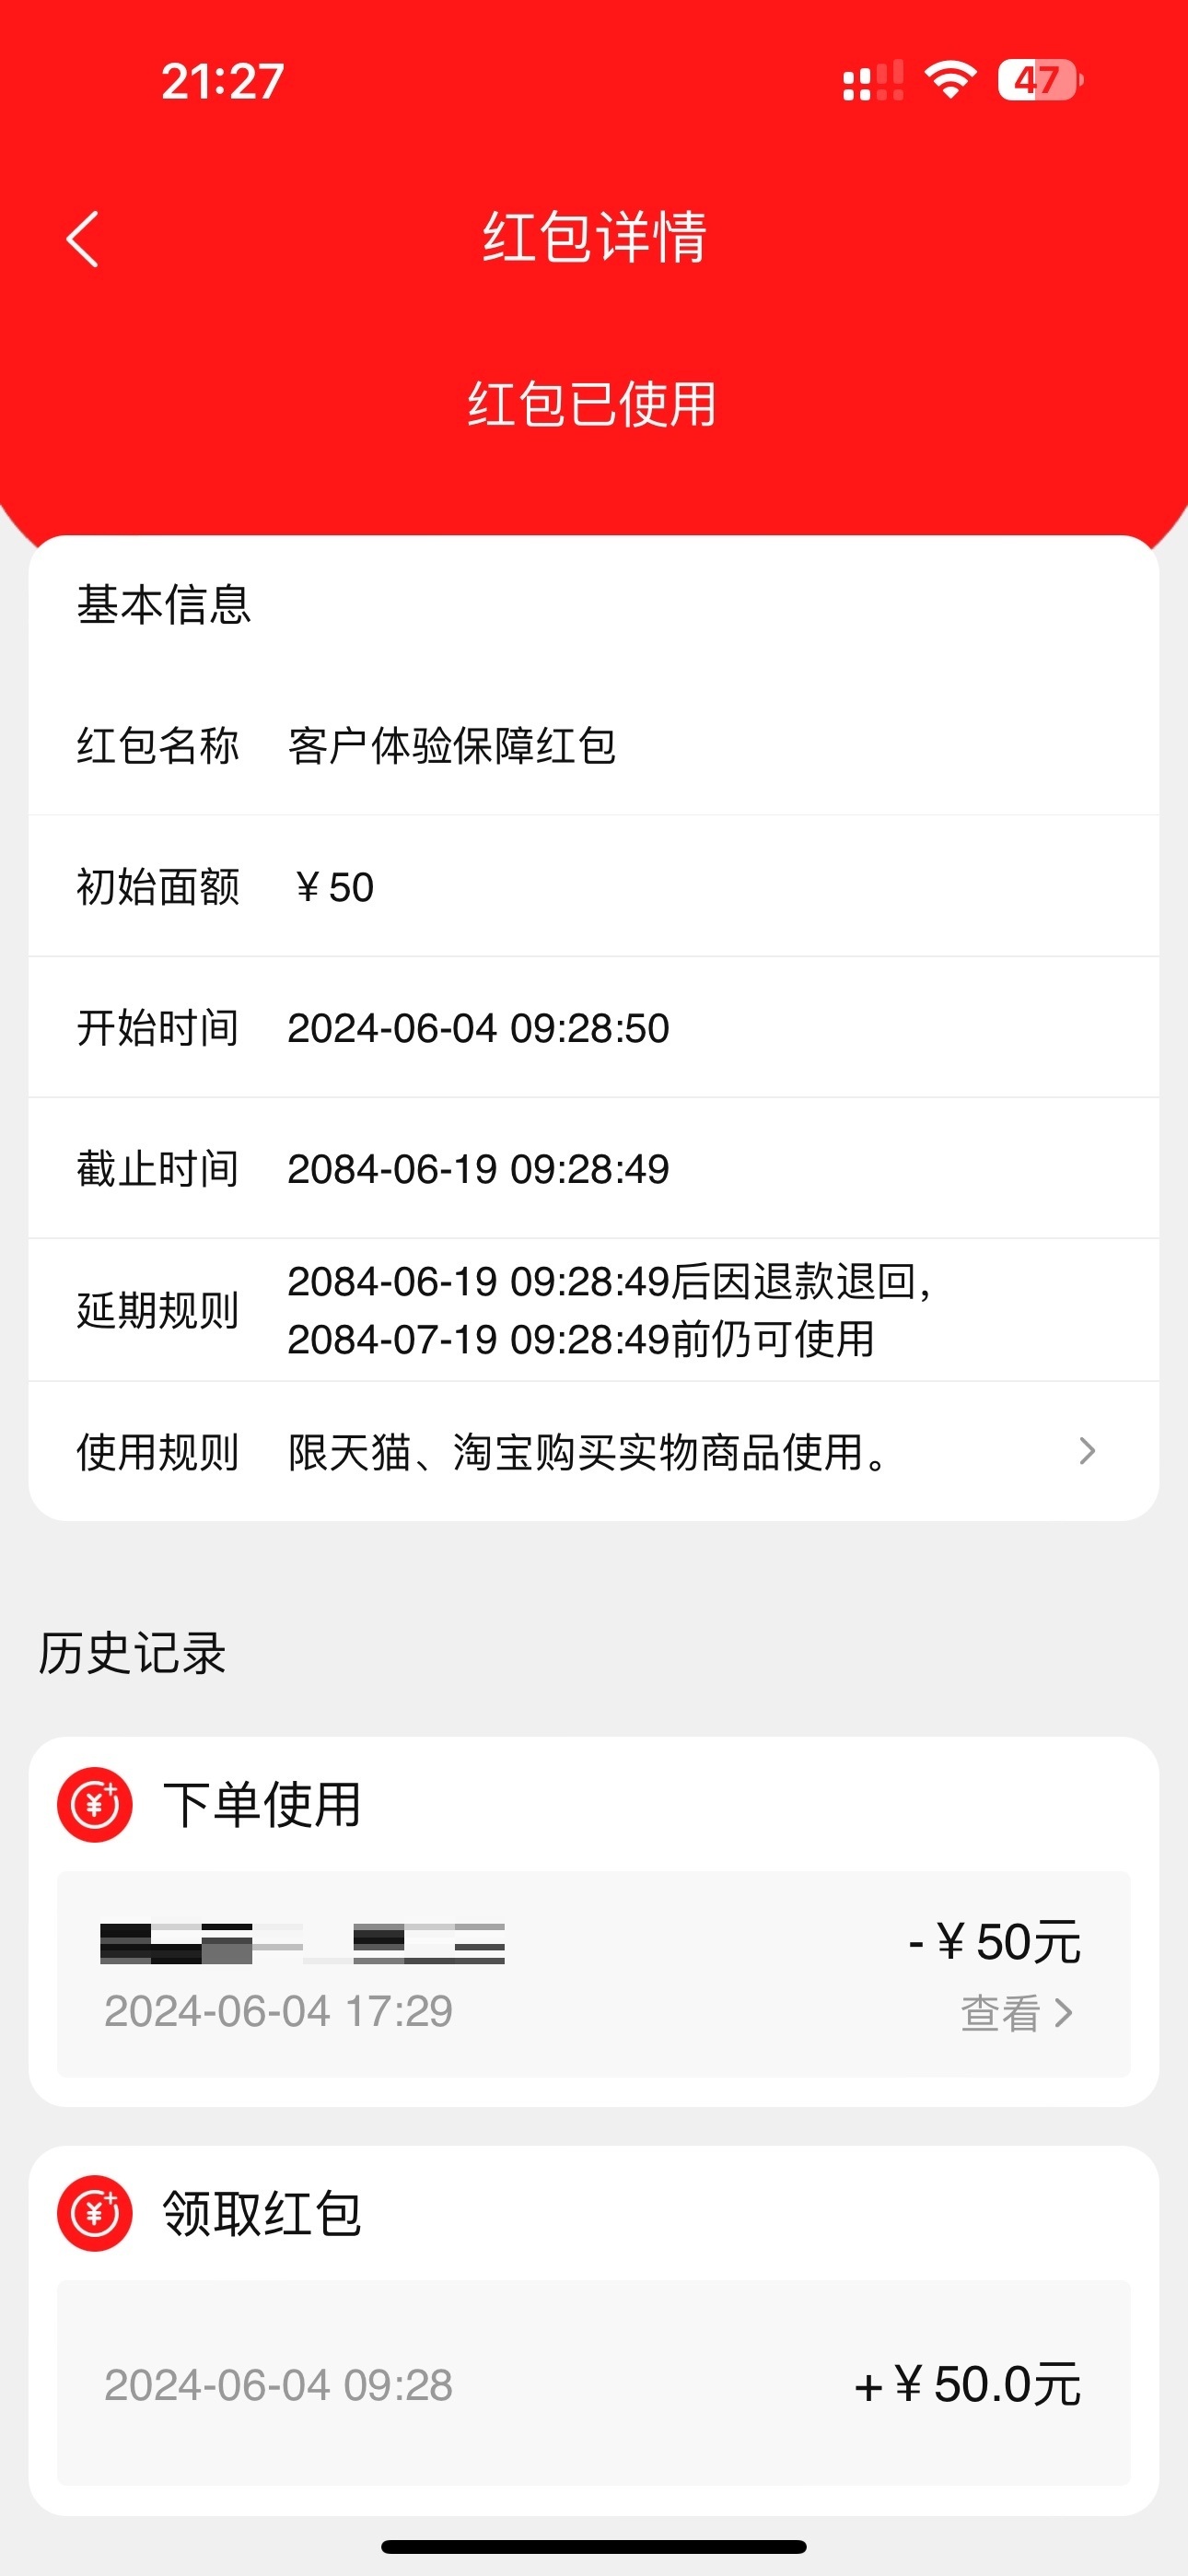 21:27
47
红包详情
红包已使用
基本信息
红包名称 客户体验保障红包
初始面额 ¥50
开始时间 2024-06-04 09:28:50
截止时间 2084-06-19 09:28:49
延期规则 2084-06-19 09:28:49后因退款退回，
2084-07-19 09:28:49前仍可使用
使用规则 限天猫、淘宝购买实物商品使用。
历史记录
下单使用
-¥50元
2024-06-04 17:29 查看
领取红包
2024-06-04 09:28 +¥50.0元